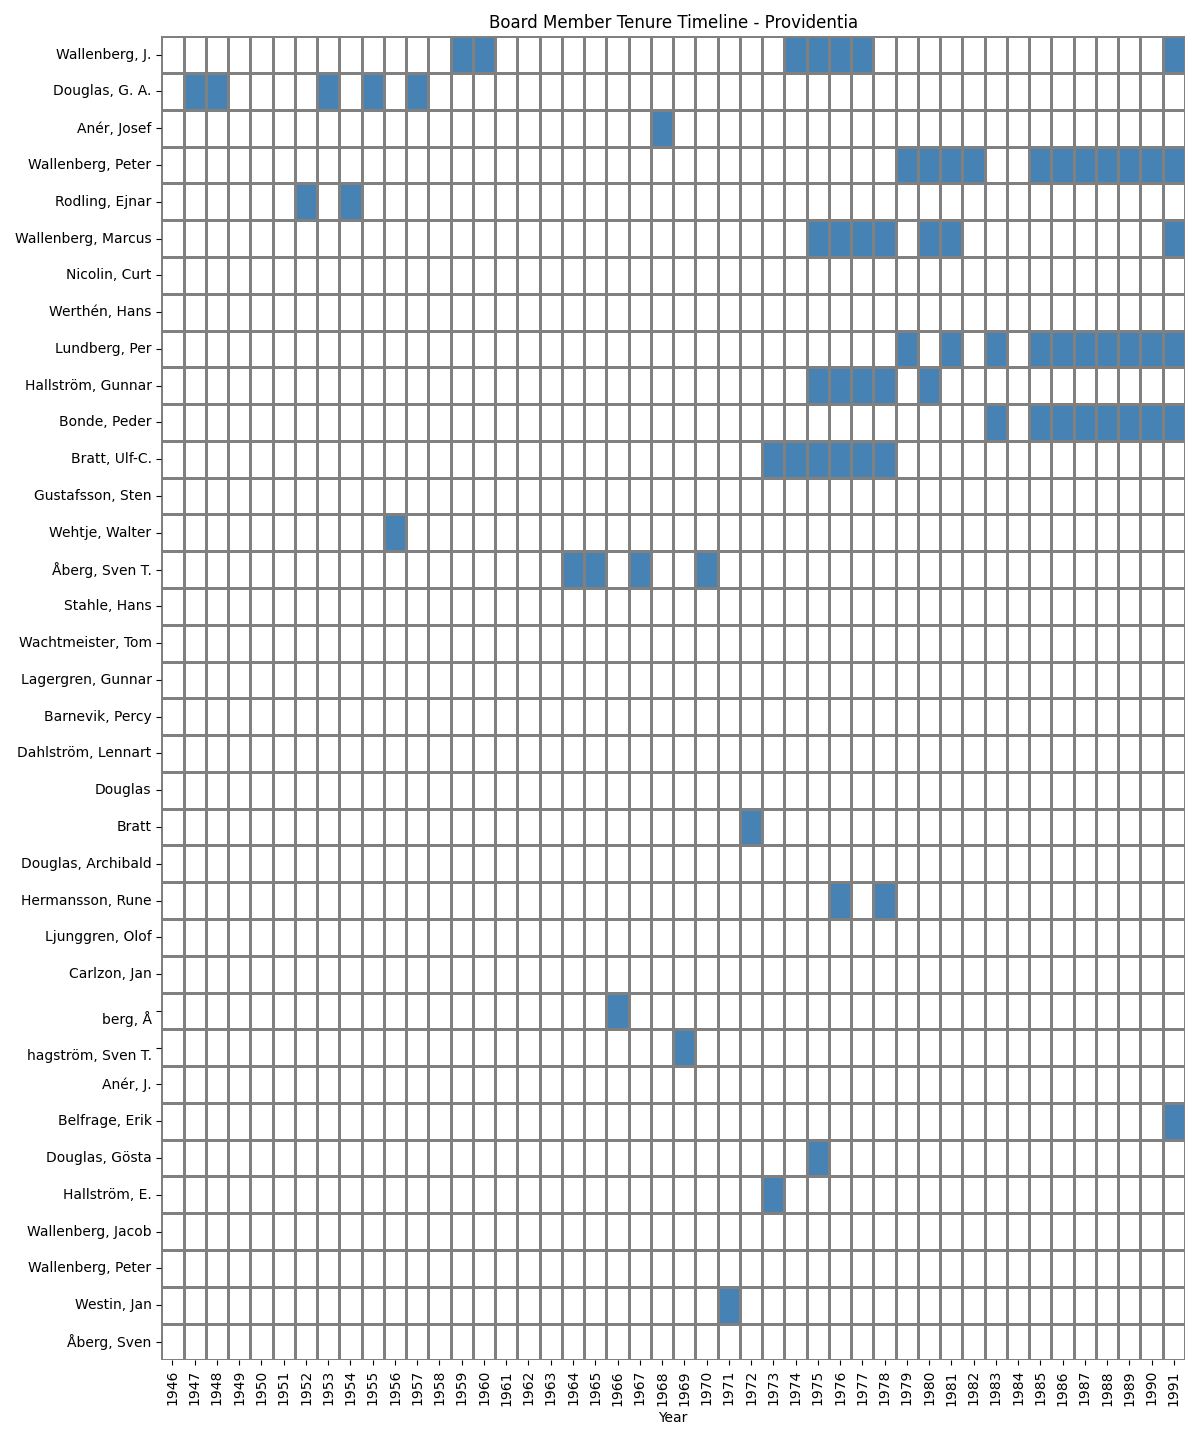 Board Member Tenure Timeline - Providentia
Wallenberg, J.
Douglas, G. A.
Anér, Josef
Wallenberg, Peter
Rodling, Ejnar
Wallenberg, Marcus
Nicolin, Curt
Werthén, Hans
Lundberg, Per
Hallström, Gunnar
Bonde, Peder
Bratt, Ulf-C.
Gustafsson, Sten
Wehtje, Walter
Åberg, Sven T.
Stahle, Hans
Wachtmeister, Tom
Lagergren, Gunnar
Barnevik, Percy
Dahlström, Lennart
Douglas
Bratt
Douglas, Archibald
Hermansson, Rune
Ljunggren, Olof
Carlzon, Jan
berg, Å
hagström, Sven T.
Anér, J.
Belfrage, Erik
Douglas, Gösta
Hallström, E.
Wallenberg, Jacob
Wallenberg, Peter
Westin, Jan
Åberg, Sven
1946 1947 1948 1949 1950 1951 1952 1953 1954 1955 1956 1957 1958 1959 1960 1961 1962 1963 1964 1965 1966 1967 1968 1969 1970 1971 1972 1973 1974 1975 1976 1977 1978 1979 1980 1981 1982 1983 1984 1985 1986 1987 1988 1989 1990 1991
Year